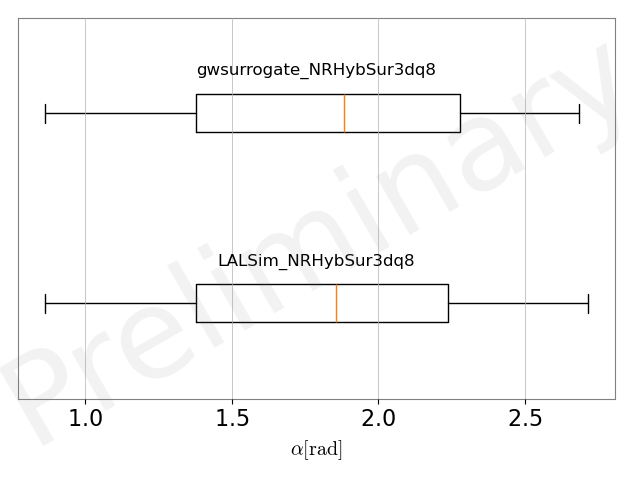 gwsurrogate_NRHybSur3dq8
LALSim_NRHybSur3dq8
Preliminary
1.0 1.5 2.0 2.5
α[rad]